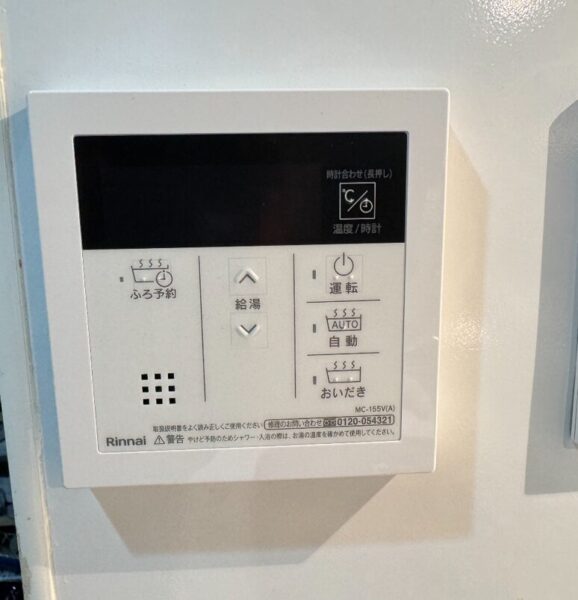 時計合わせ(長押し)
℃
温度/時計
ふろ予約
給湯
運転
AUTO
自動
おいだき
MC-155V(A)
取扱説明書をよく読み正しくご使用ください 修理のお問い合わせ 0120-054321
Rinnai ⚠警告 やけど予防のためシャワー・入浴の際は、お湯の温度を確かめて使用してください。